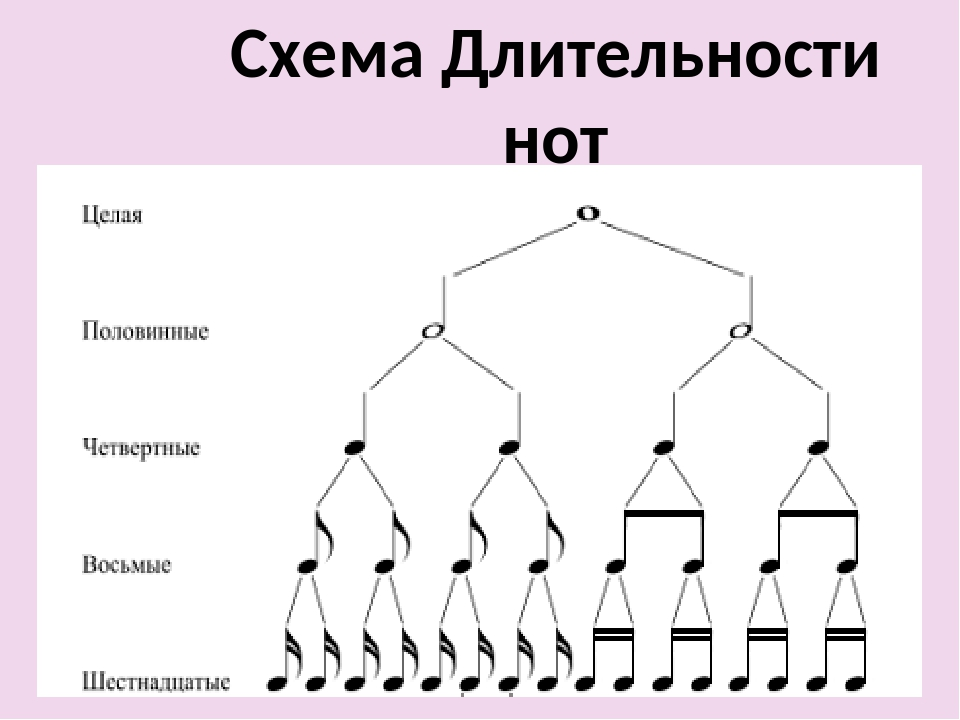 Схема Длительности
нот
Целая
Половинные
Четвертные
Восьмые
Шестнадцатые